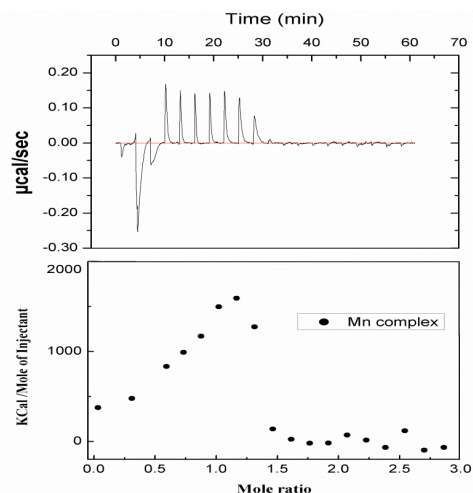 Time (min)
0 10 20 30 40 50 60 70
0.20
0.10
0.00
-0.10
-0.20
-0.30
µcal/sec
2000
1000
0
KCal /Mole of Injectant
Mn complex
0.0 0.5 1.0 1.5 2.0 2.5 3.0
Mole ratio